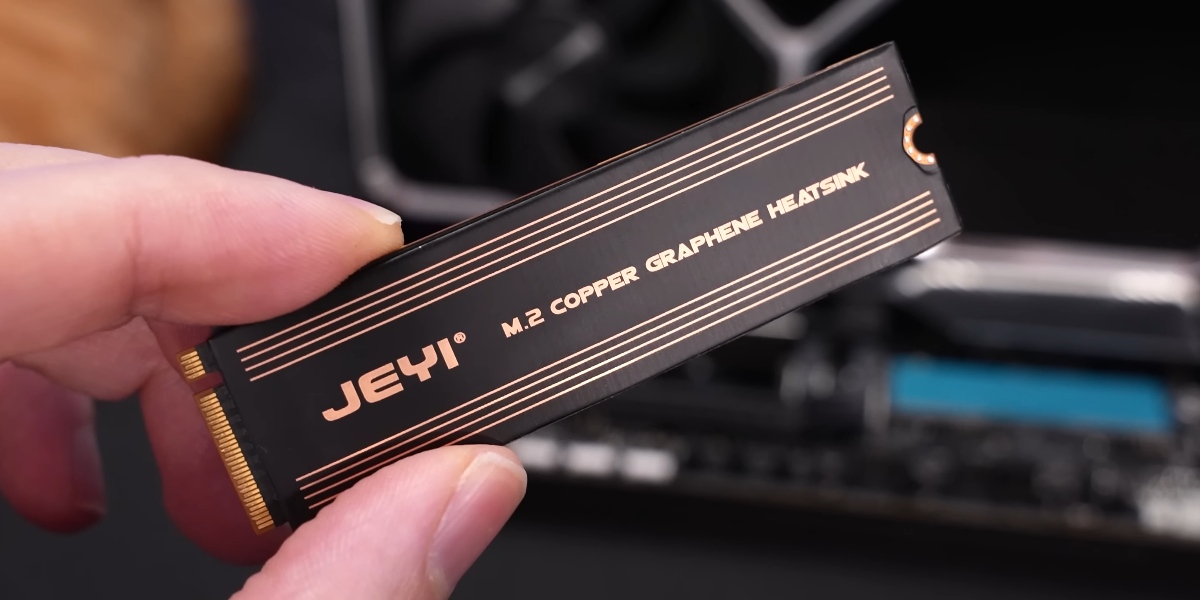 JEYI®
M.2 COPPER GRAPHENE HEATSINK